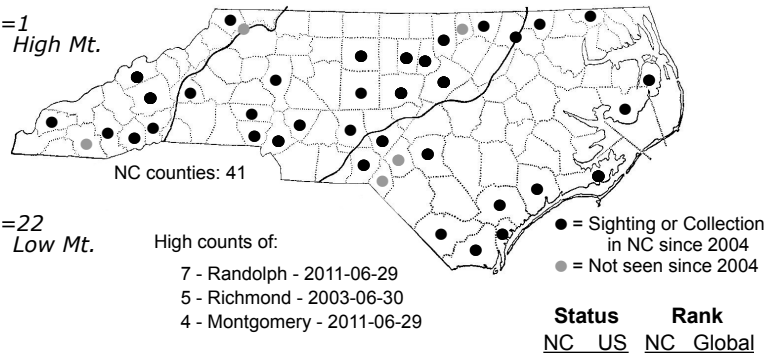 =1
High Mt.
NC counties: 41
=22
Low Mt.
High counts of:
7 - Randolph - 2011-06-29
5 - Richmond - 2003-06-30
4 - Montgomery - 2011-06-29
= Sighting or Collection
in NC since 2004
= Not seen since 2004
Status Rank
NC US NC Global